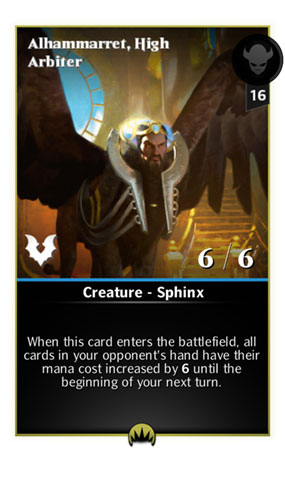 Alhammarret, High
Arbiter
16
6 / 6
Creature - Sphinx
When this card enters the battlefield, all
cards in your opponent's hand have their
mana cost increased by 6 until the
beginning of your next turn.